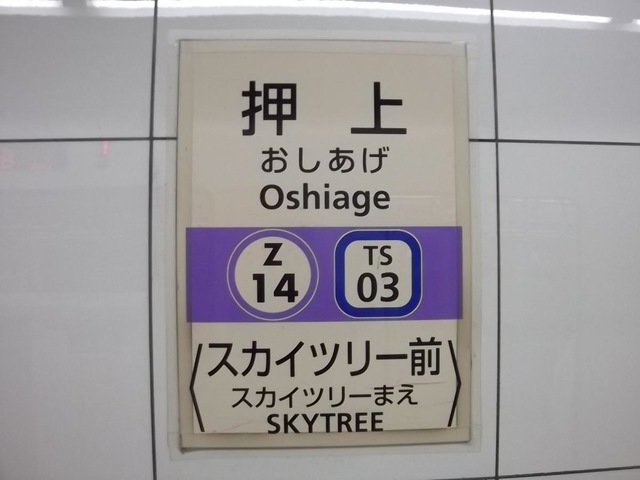 押上
おしあげ
Oshiage
Z TS
14 03
〈スカイツリー前〉
スカイツリーまえ
SKYTREE